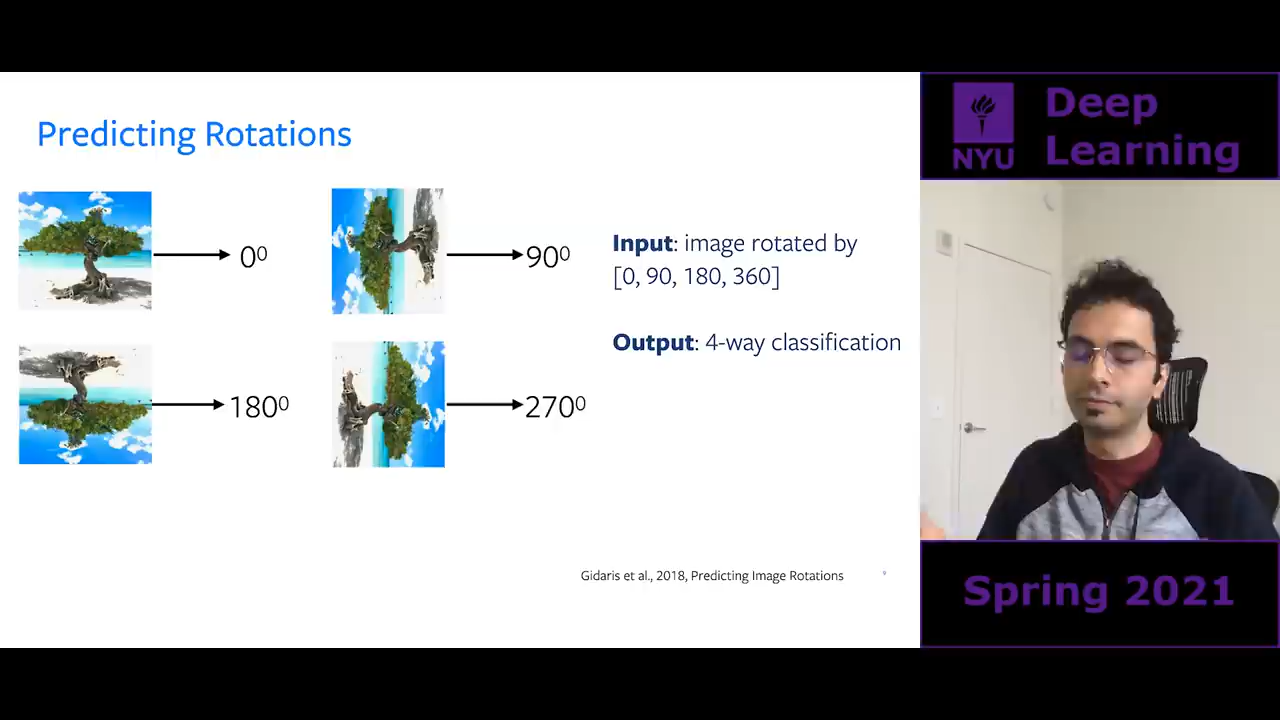 Predicting Rotations
0⁰
90⁰
180⁰
270⁰
Input: image rotated by
[0, 90, 180, 360]
Output: 4-way classification
Gidaris et al., 2018, Predicting Image Rotations
9
NYU
Deep
Learning
Spring 2021